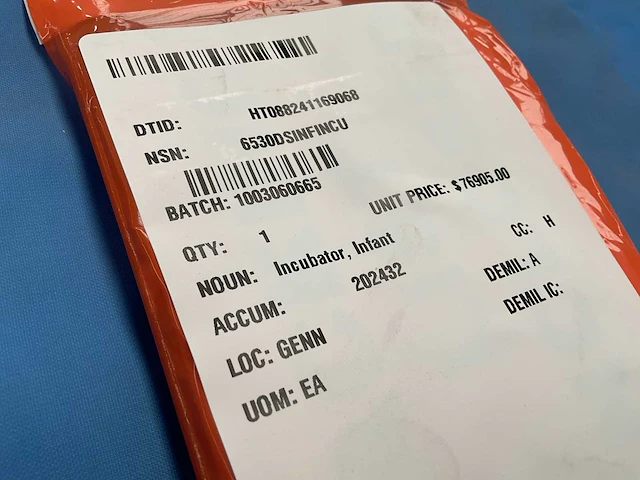 DTID: HT088241169068
NSN: 6530DSINFINCU
BATCH: 1003060665
QTY: 1 UNIT PRICE: $76905.00
NOUN: Incubator, Infant CC: H
ACCUM: 202432 DEMIL: A
LOC: GENN DEMIL IC:
UOM: EA